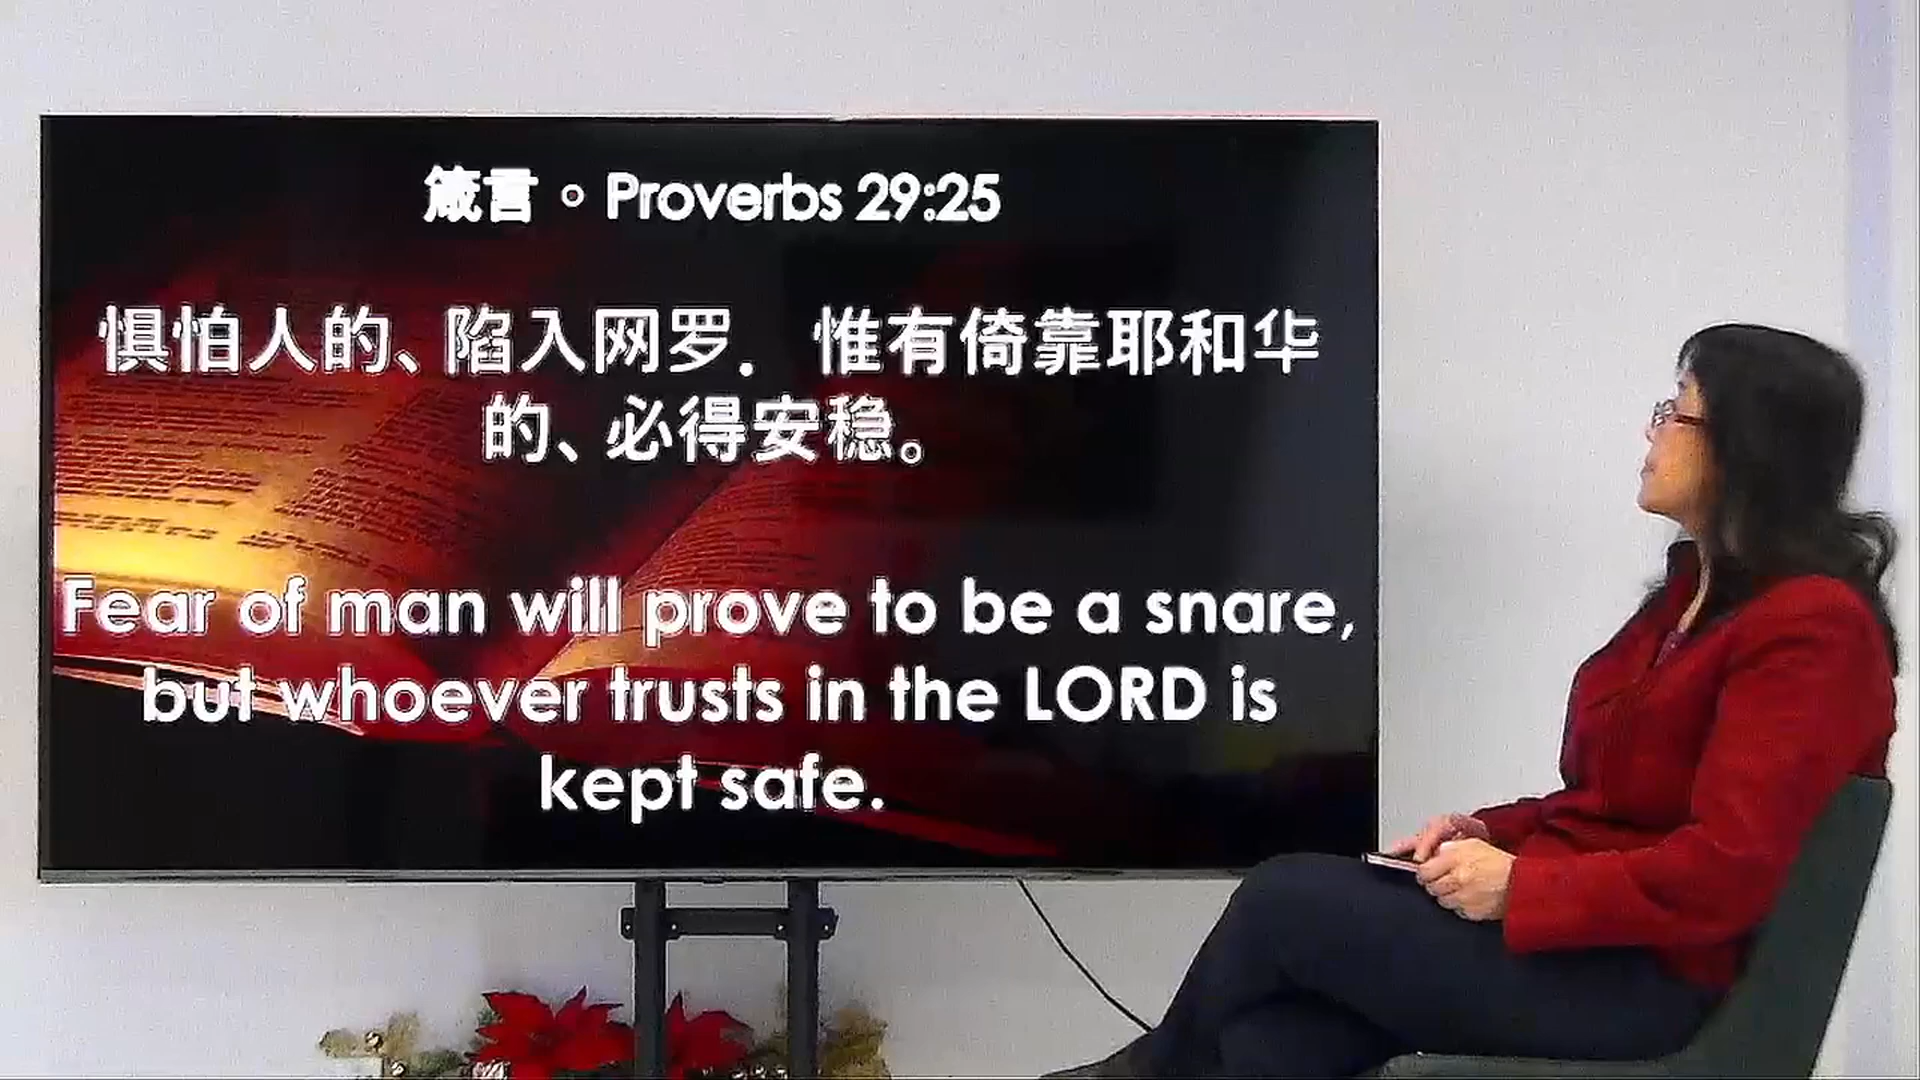 箴言。Proverbs 29:25
惧怕人的、陷入网罗． 惟有倚靠耶和华
的、必得安稳。
Fear of man will prove to be a snare,
but whoever trusts in the LORD is
kept safe.